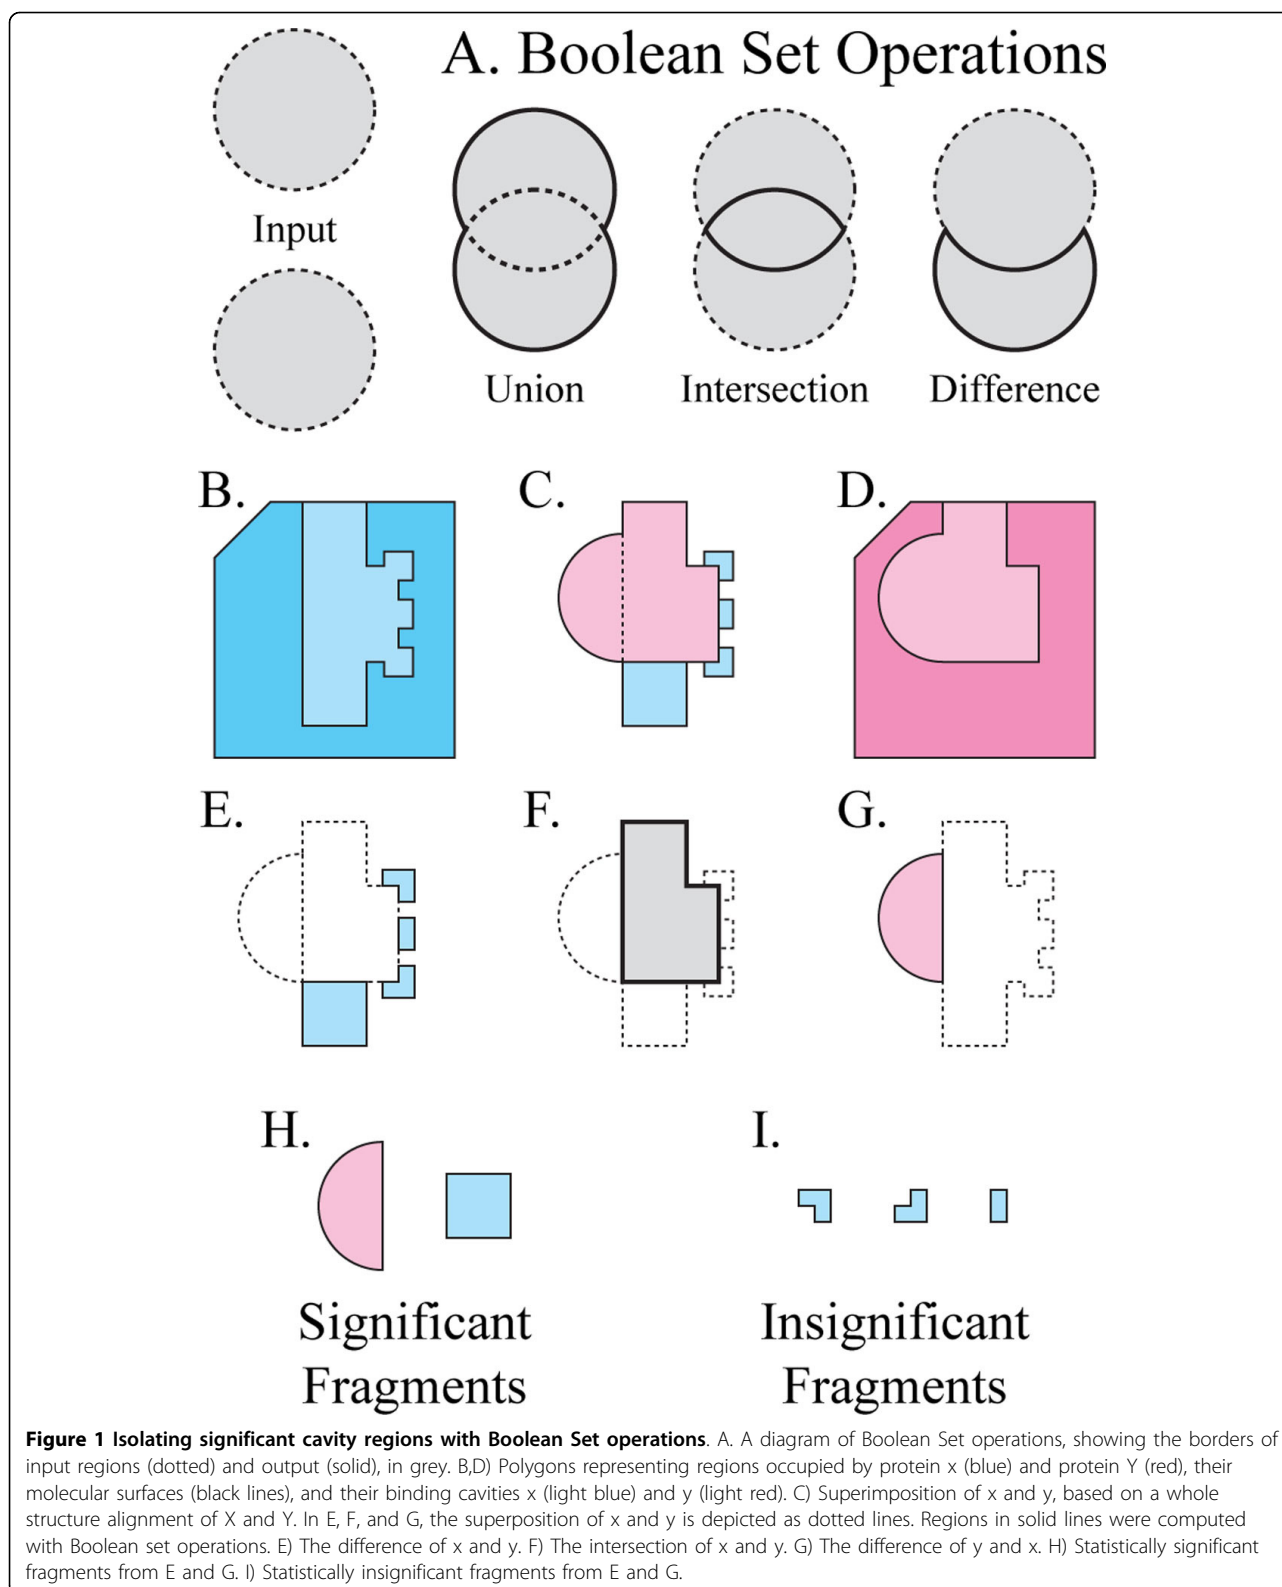 A. Boolean Set Operations
Input
Union
Intersection
Difference
B.
C.
D.
E.
F.
G.
H.
I.
Significant
Fragments
Insignificant
Fragments
Figure 1 Isolating significant cavity regions with Boolean Set operations. A. A diagram of Boolean Set operations, showing the borders of
input regions (dotted) and output (solid), in grey. B,D) Polygons representing regions occupied by protein x (blue) and protein Y (red), their
molecular surfaces (black lines), and their binding cavities x (light blue) and y (light red). C) Superimposition of x and y, based on a whole
structure alignment of X and Y. In E, F, and G, the superposition of x and y is depicted as dotted lines. Regions in solid lines were computed
with Boolean set operations. E) The difference of x and y. F) The intersection of x and y. G) The difference of y and x. H) Statistically significant
fragments from E and G. I) Statistically insignificant fragments from E and G.